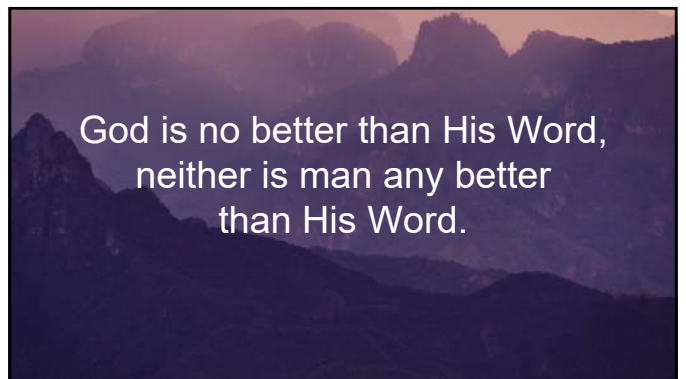 God is no better than His Word,
neither is man any better
than His Word.